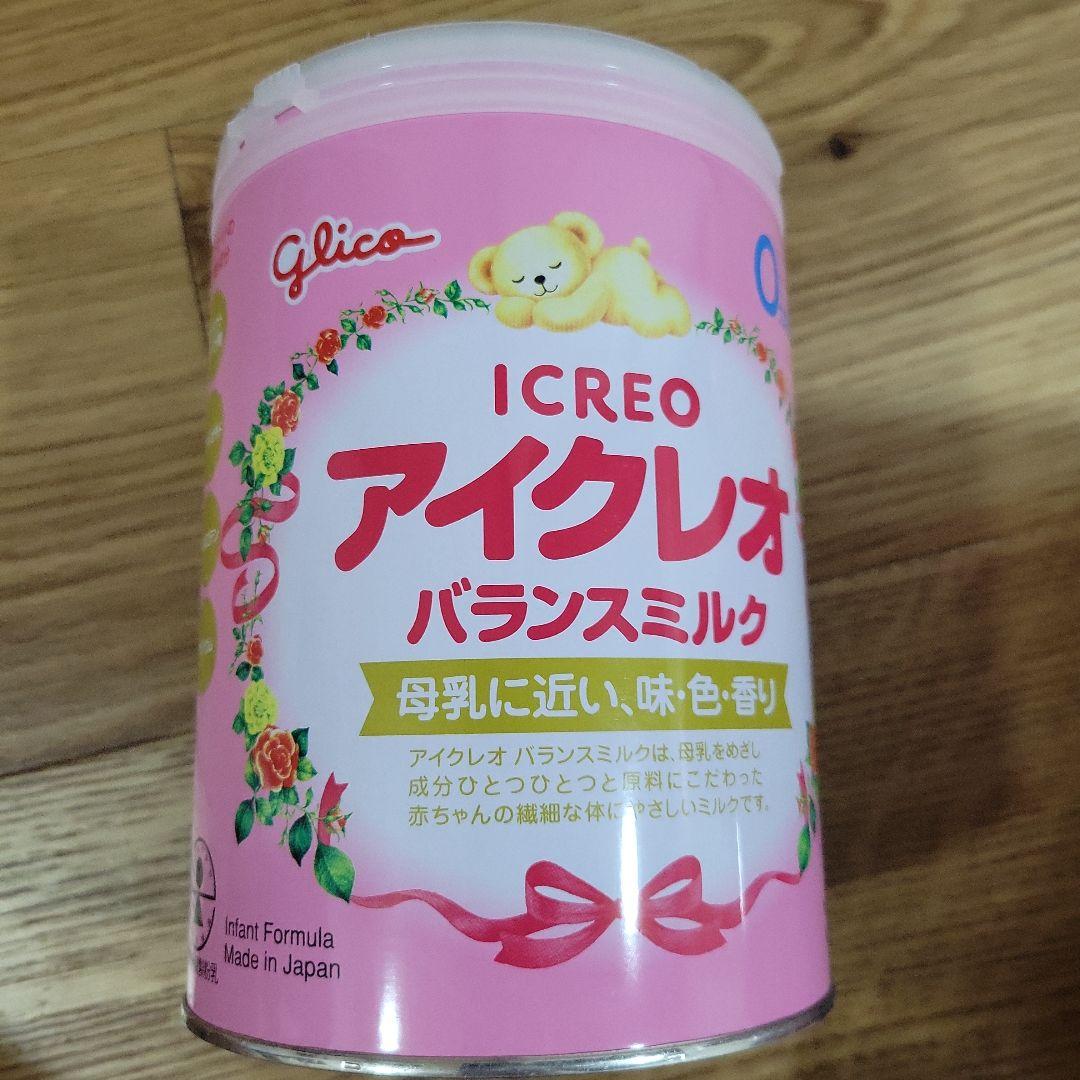 Glico
0
ICREO
アイクレオ
バランスミルク
母乳に近い、味・色・香り
アイクレオ バランスミルクは、母乳をめざし
成分ひとつひとつと原料にこだわった
赤ちゃんの繊細な体にやさしいミルクです。
Infant Formula
Made in Japan